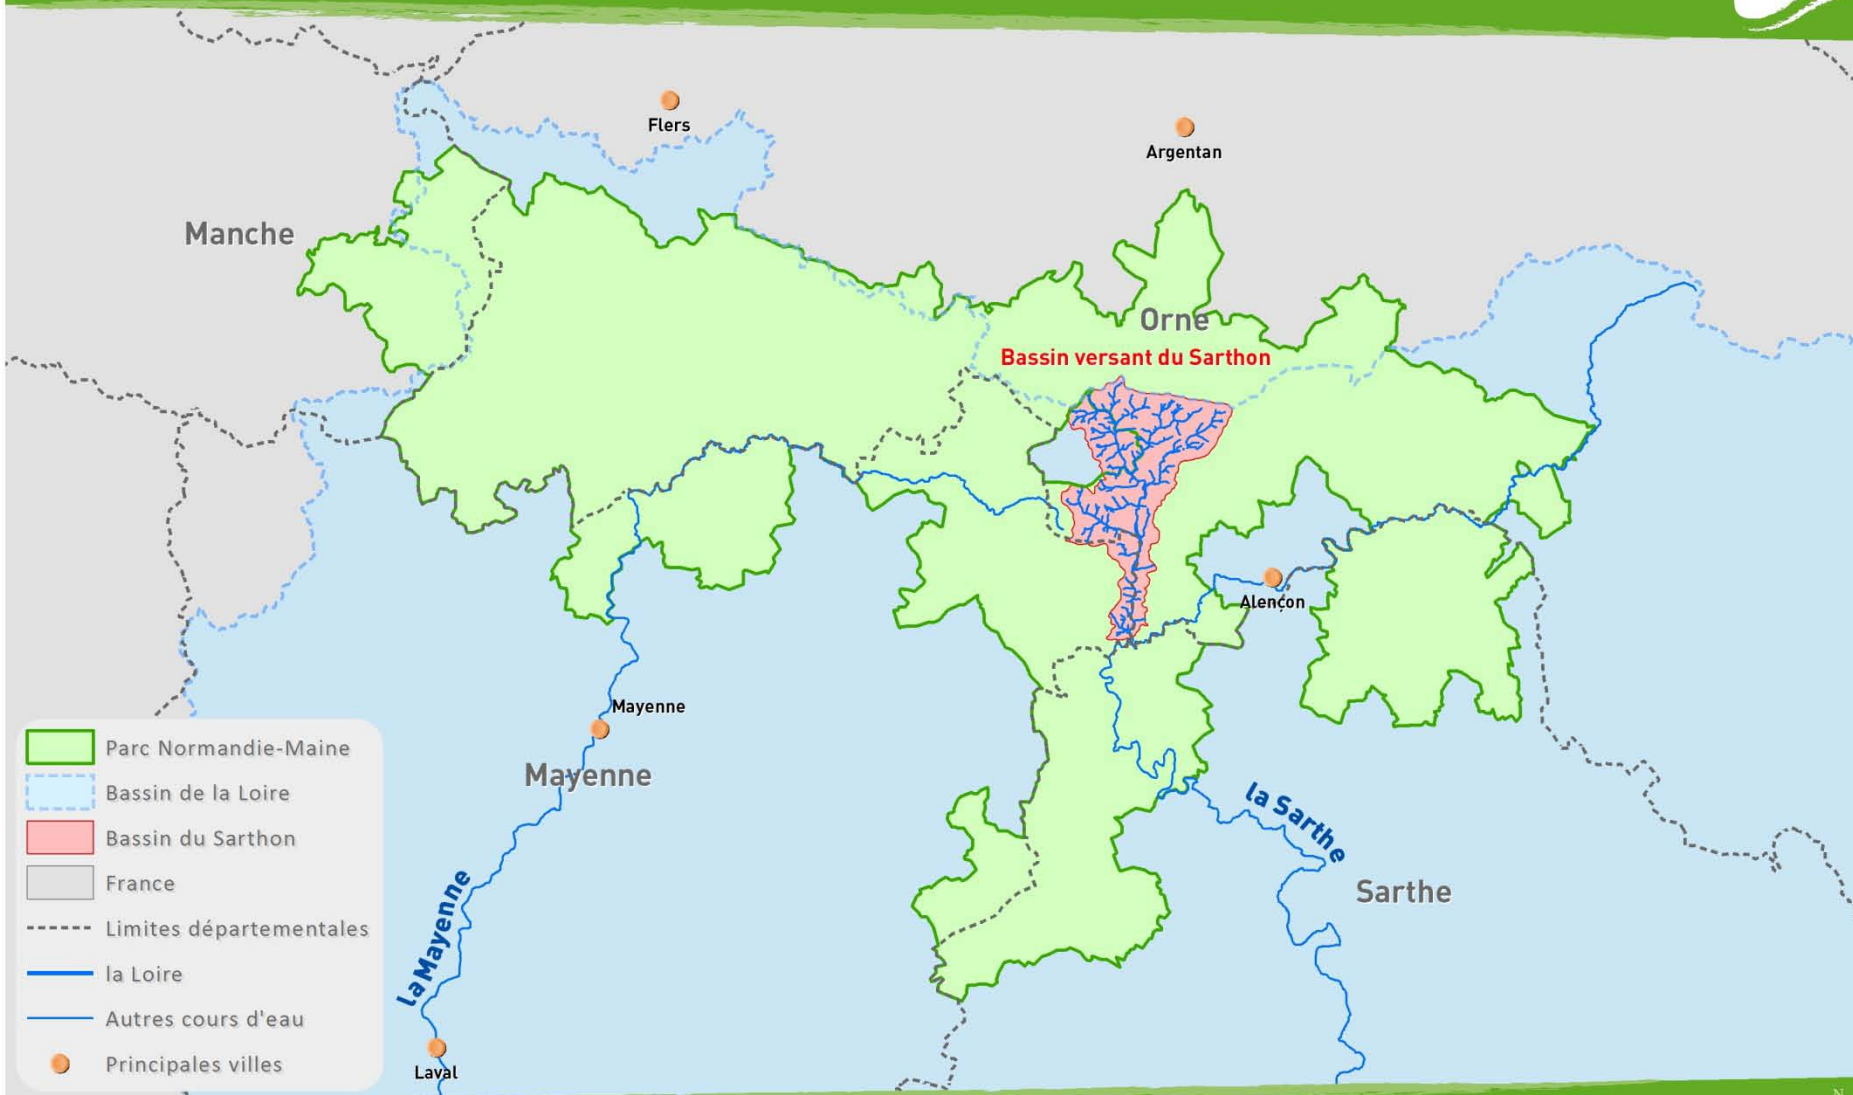 Flers
Argentan
Manche
Orne
Bassin versant du Sarthon
Alençon
Mayenne
Mayenne
la Sarthe
Sarthe
la Mayenne
Laval
Parc Normandie-Maine
Bassin de la Loire
Bassin du Sarthon
France
Limites départementales
la Loire
Autres cours d'eau
Principales villes
N